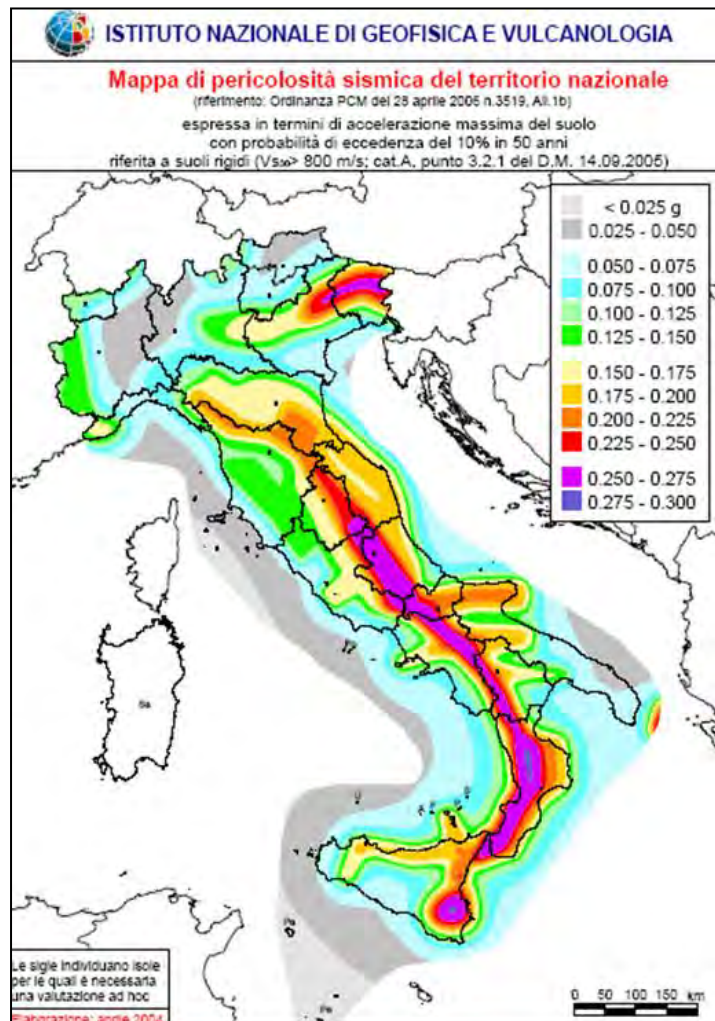 ISTITUTO NAZIONALE DI GEOFISICA E VULCANOLOGIA
Mappa di pericolosità sismica del territorio nazionale
(riferimento: Ordinanza PCM del 28 aprile 2006 n.3519, All.1b)
espressa in termini di accelerazione massima del suolo
con probabilità di eccedenza del 10% in 50 anni
riferita a suoli rigidi (Vs30> 800 m/s; cat.A, punto 3.2.1 del D.M. 14.09.2005)
< 0.025 g
0.025 - 0.050
0.050 - 0.075
0.075 - 0.100
0.100 - 0.125
0.125 - 0.150
0.150 - 0.175
0.175 - 0.200
0.200 - 0.225
0.225 - 0.250
0.250 - 0.275
0.275 - 0.300
Sa
Pa
Pe
Le sigle individuano isole
per le quali è necessaria
una valutazione ad hoc
Elaborazione: aprile 2004
0 50 100 150 km